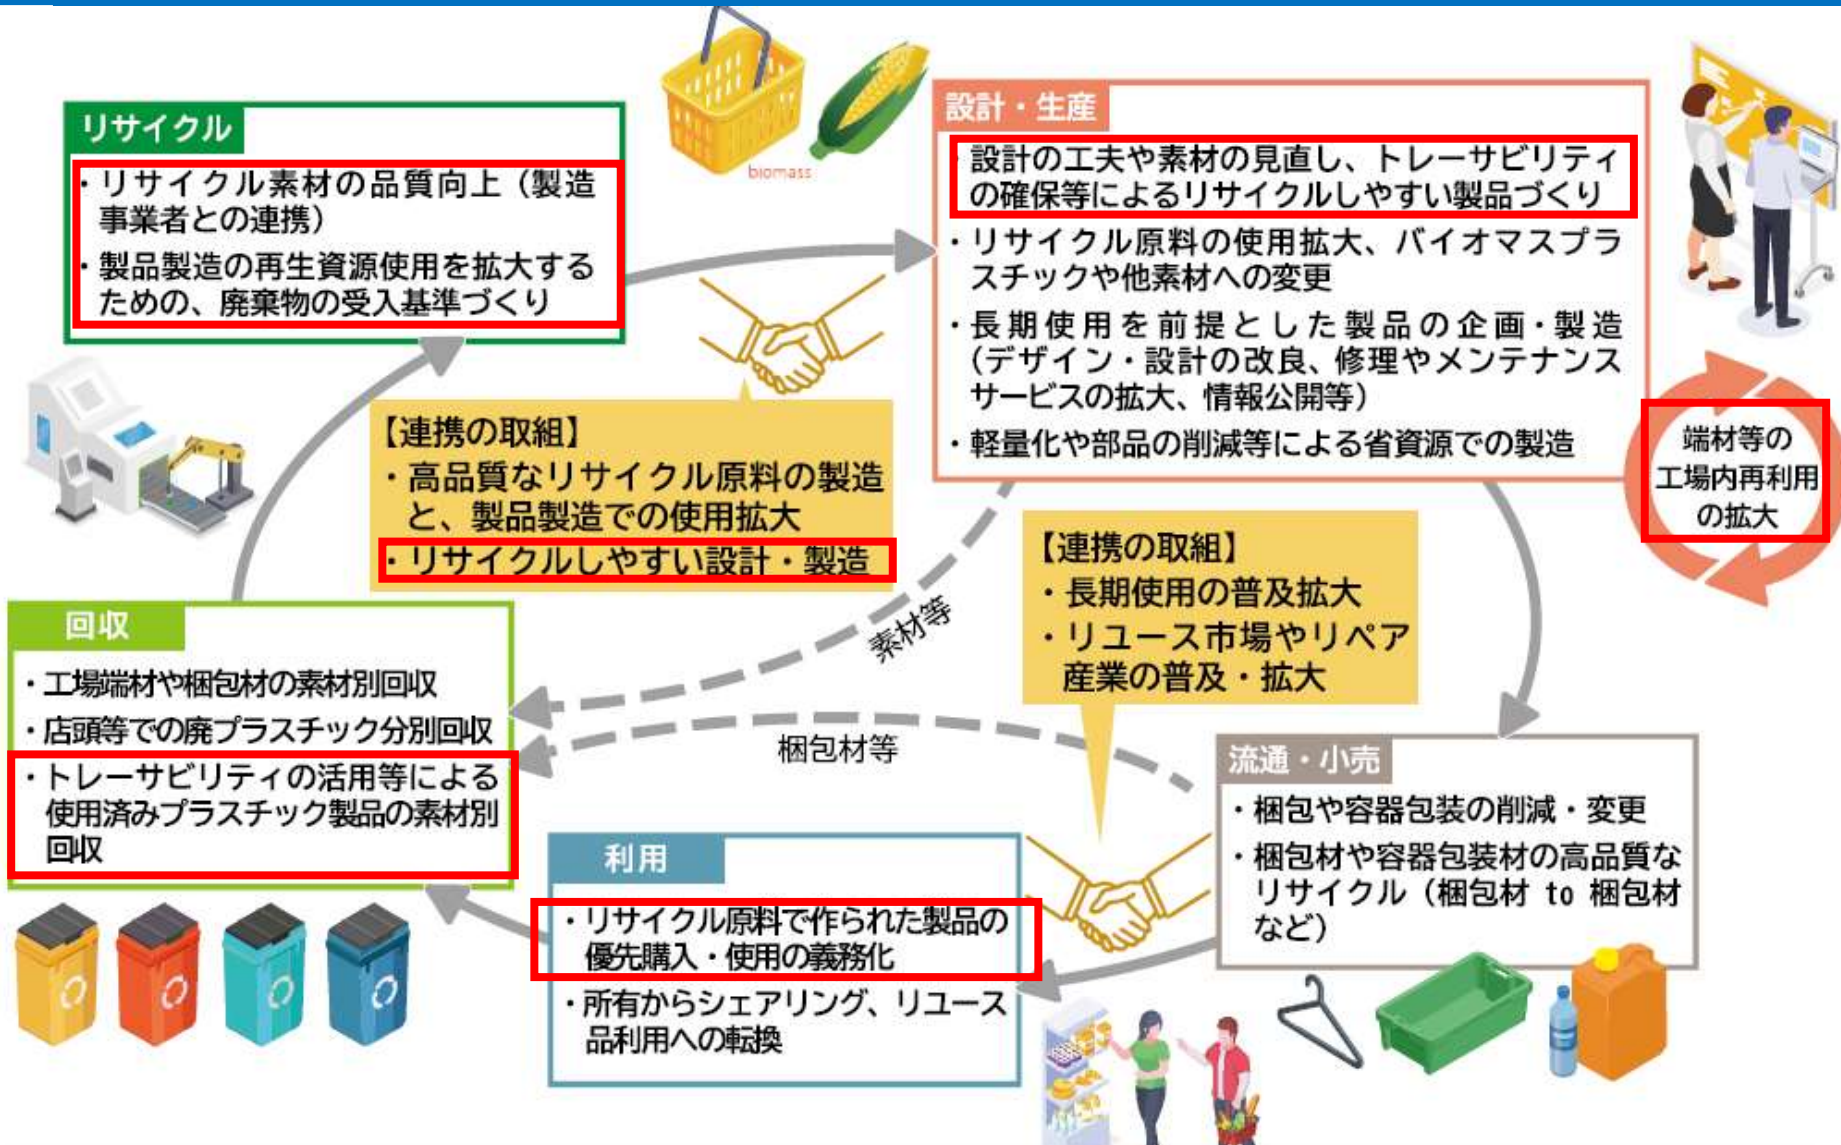 biomass
リサイクル
・リサイクル素材の品質向上（製造
事業者との連携）
・製品製造の再生資源使用を拡大する
ための、廃棄物の受入基準づくり
設計・生産
・設計の工夫や素材の見直し、トレーサビリティ
の確保等によるリサイクルしやすい製品づくり
・リサイクル原料の使用拡大、バイオマスプラ
スチックや他素材への変更
・長期使用を前提とした製品の企画・製造
（デザイン・設計の改良、修理やメンテナンス
サービスの拡大、情報公開等）
・軽量化や部品の削減等による省資源での製造
端材等の
工場内再利用
の拡大
【連携の取組】
・高品質なリサイクル原料の製造
と、製品製造での使用拡大
・リサイクルしやすい設計・製造
【連携の取組】
・長期使用の普及拡大
・リユース市場やリペア
産業の普及・拡大
素材等
梱包材等
回収
・工場端材や梱包材の素材別回収
・店頭等での廃プラスチック分別回収
・トレーサビリティの活用等による
使用済みプラスチック製品の素材別
回収
流通・小売
・梱包や容器包装の削減・変更
・梱包材や容器包装材の高品質な
リサイクル（梱包材 to 梱包材
など）
利用
・リサイクル原料で作られた製品の
優先購入・使用の義務化
・所有からシェアリング、リユース
品利用への転換